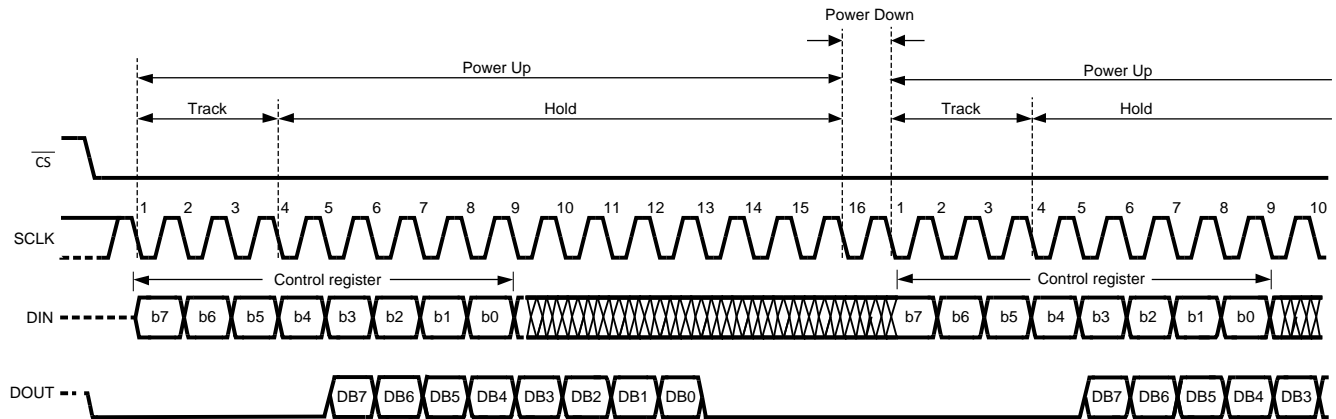 Power Down
Power Up Power Up
Track Hold Track Hold
CS
1 2 3 4 5 6 7 8 9 10 11 12 13 14 15 16 1 2 3 4 5 6 7 8 9 10
SCLK
Control register Control register
DIN b7 b6 b5 b4 b3 b2 b1 b0 b7 b6 b5 b4 b3 b2 b1 b0
DOUT DB7 DB6 DB5 DB4 DB3 DB2 DB1 DB0 DB7 DB6 DB5 DB4 DB3